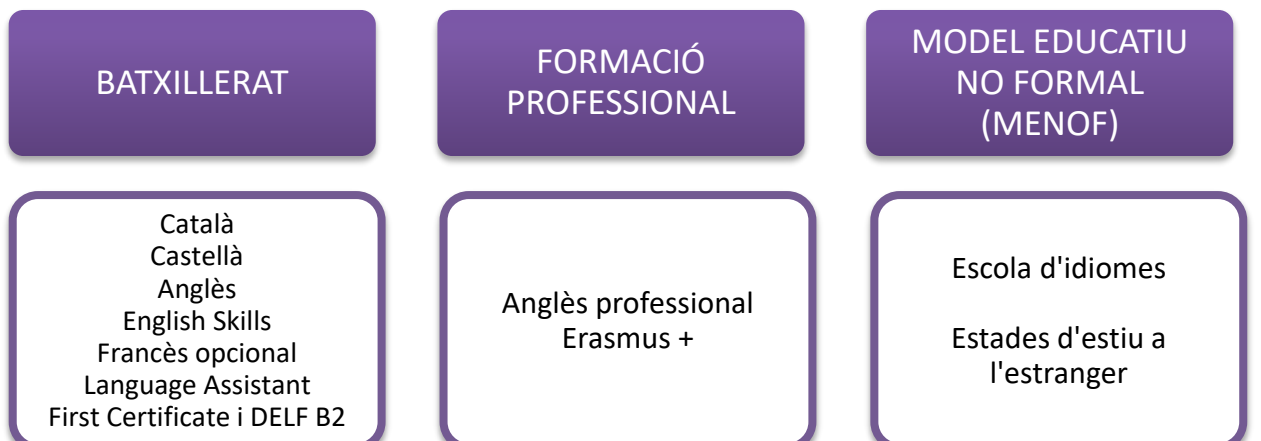 BATXILLERAT
Català
Castellà
Anglès
English Skills
Francès opcional
Language Assistant
First Certificate i DELF B2
FORMACIÓ
PROFESSIONAL
Anglès professional
Erasmus +
MODEL EDUCATIU
NO FORMAL
(MENOF)
Escola d'idiomes
Estades d'estiu a
l'estranger